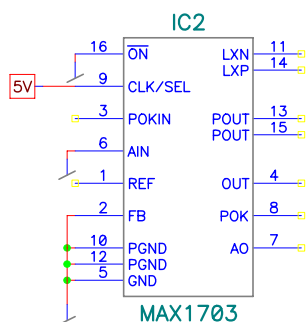 IC2
16 ON LXN 11
LXP 14
5V 9 CLK/SEL
3 POKIN POUT 13
POUT 15
6 AIN
1 REF OUT 4
2 FB POK 8
10 PGND AO 7
12 PGND
5 GND
MAX1703